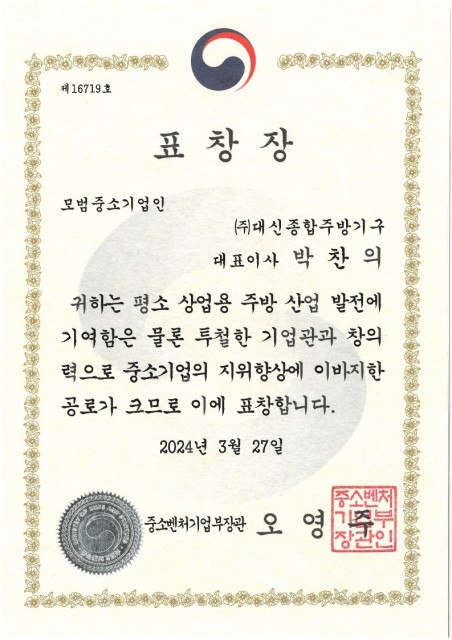 제16719호
표창장
모범중소기업인
㈜대신종합주방기구
대표이사 박찬의
귀하는 평소 상업용 주방 산업 발전에
기여함은 물론 투철한 기업관과 창의
력으로 중소기업의 지위향상에 이바지한
공로가 크므로 이에 표창합니다.
2024년 3월 27일
중소벤처기업부장관 오영주
중소벤처
기업부
장관인